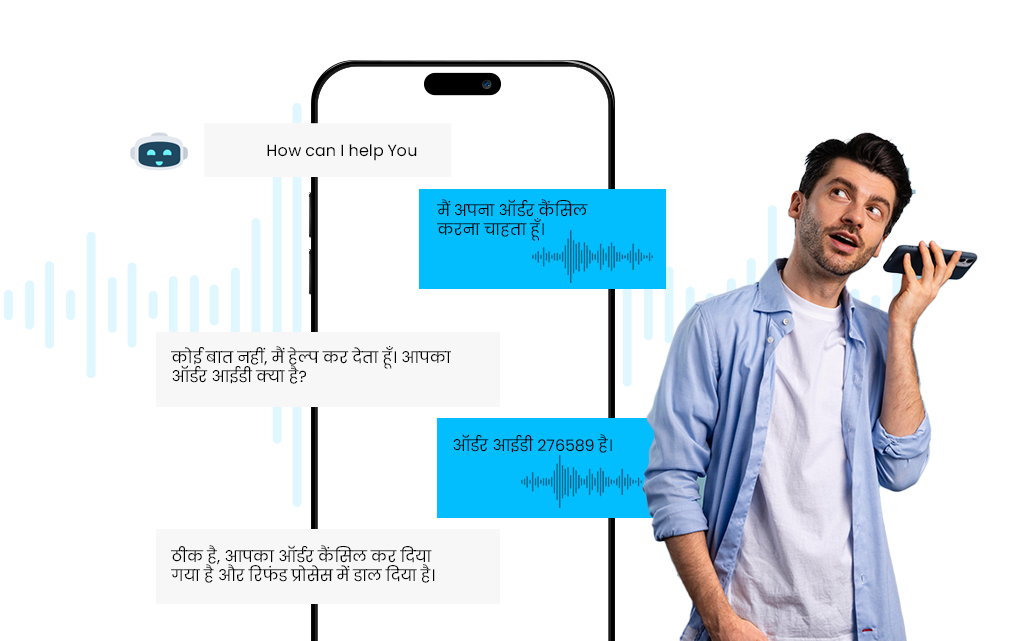 How can I help You
मैं अपना ऑर्डर कैंसिल
करना चाहता हूँ।
कोई बात नहीं, मैं हेल्प कर देता हूँ। आपका
ऑर्डर आईडी क्या है?
ऑर्डर आईडी 276589 है।
ठीक है, आपका ऑर्डर कैंसिल कर दिया
गया है और रिफंड प्रोसेस में डाल दिया है।